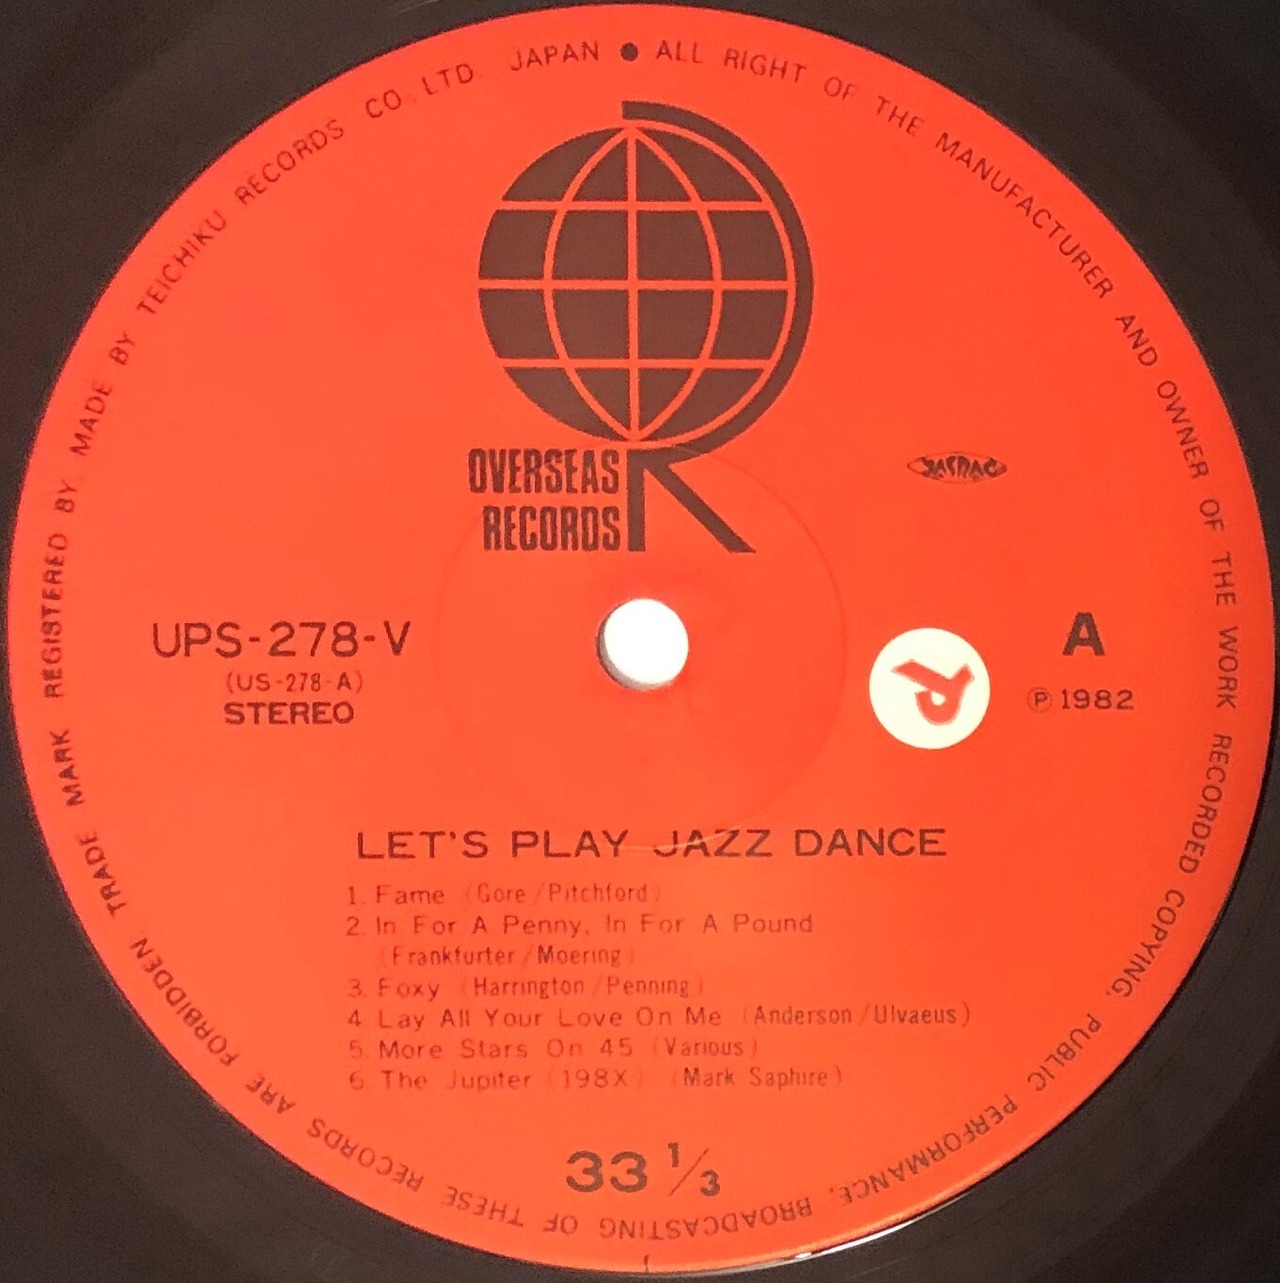 TRADE MARK REGISTERED BY. MADE BY TEICHIKU RECORDS CO. LTD. JAPAN ● ALL RIGHT OF THE MANUFACTURER AND OWNER OF THE WORK RECORDED COPYING. PUBLIC PERFORMANCE, BROADCASTING OF THESE RECORDS ARE FORBIDDEN
OVERSEAS
RECORDS
R
JASRAC
UPS-278-V
(US-278-A)
STEREO
A
Ⓟ 1982
R
LET'S PLAY JAZZ DANCE
1. Fame (Gore/Pitchford)
2. In For A Penny, In For A Pound
(Frankfurter/Moering)
3. Foxy (Harrington/Penning)
4. Lay All Your Love On Me (Anderson/Ulvaeus)
5. More Stars On 45 (Various)
6. The Jupiter (198X) (Mark Saphire)
33 1/3